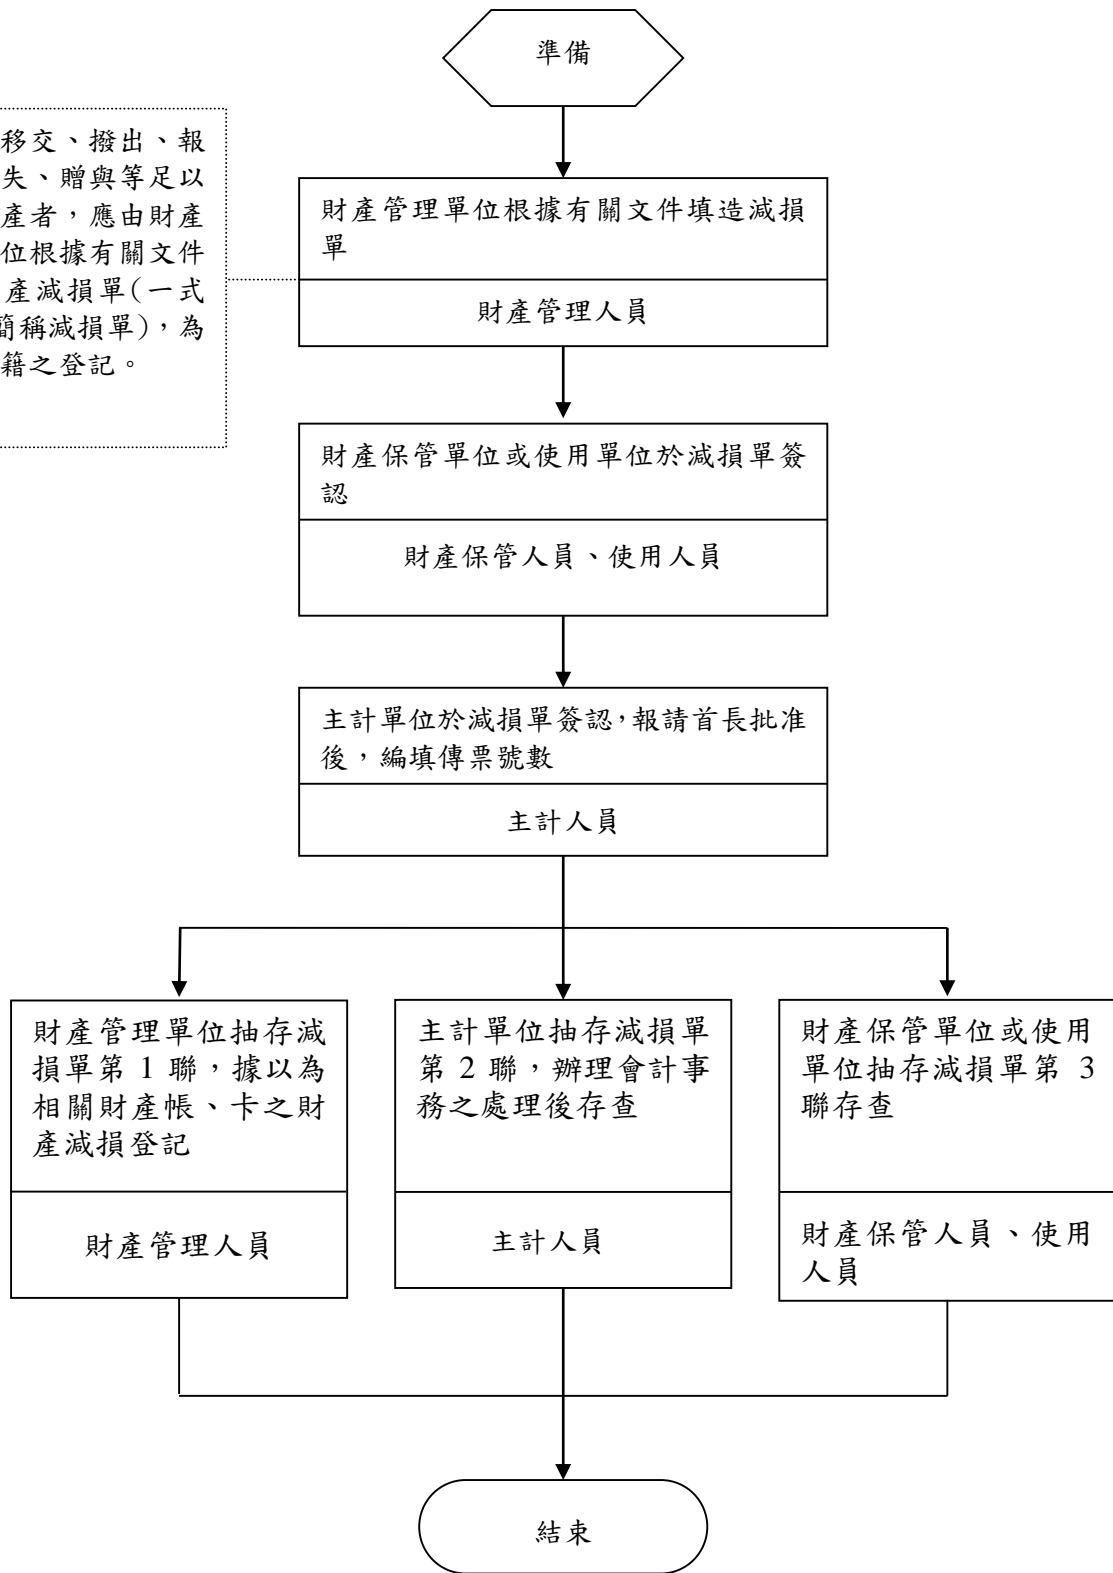 準備
移交、撥出、報
失、贈與等足以
產者，應由財產
位根據有關文件
產減損單(一式
簡稱減損單)，為
籍之登記。
財產管理單位根據有關文件填造減損
單
財產管理人員
財產保管單位或使用單位於減損單簽
認
財產保管人員、使用人員
主計單位於減損單簽認，報請首長批准
後，編填傳票號數
主計人員
財產管理單位抽存減
損單第 1 聯，據以為
相關財產帳、卡之財
產減損登記
財產管理人員
主計單位抽存減損單
第 2 聯，辦理會計事
務之處理後存查
主計人員
財產保管單位或使用
單位抽存減損單第 3
聯存查
財產保管人員、使用
人員
結束